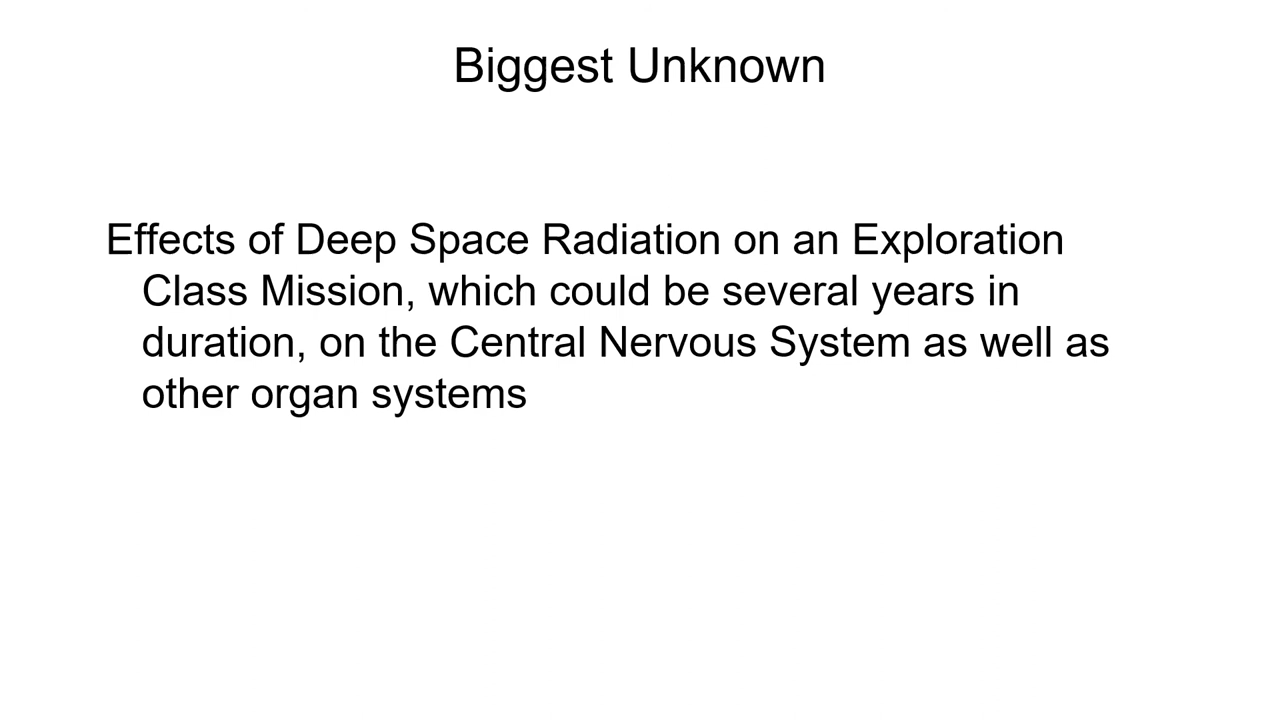 Biggest Unknown
Effects of Deep Space Radiation on an Exploration
Class Mission, which could be several years in
duration, on the Central Nervous System as well as
other organ systems